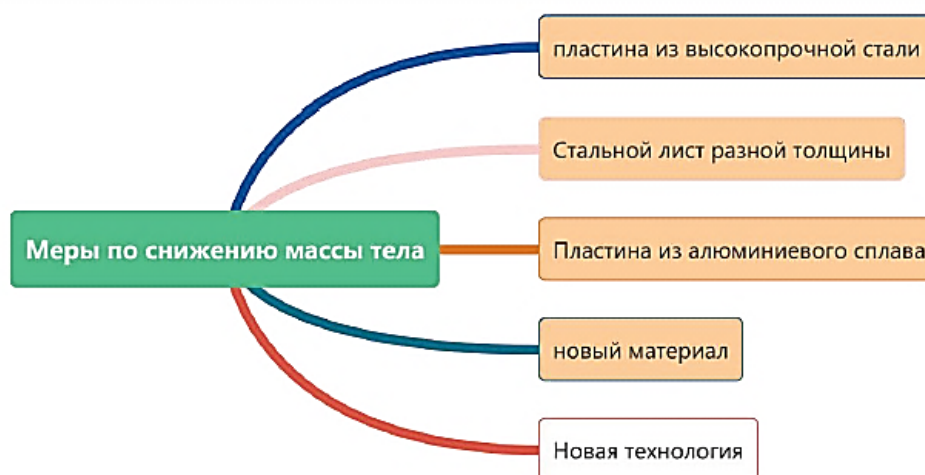 пластина из высокопрочной стали
Стальной лист разной толщины
Меры по снижению массы тела
Пластина из алюминиевого сплава
новый материал
Новая технология